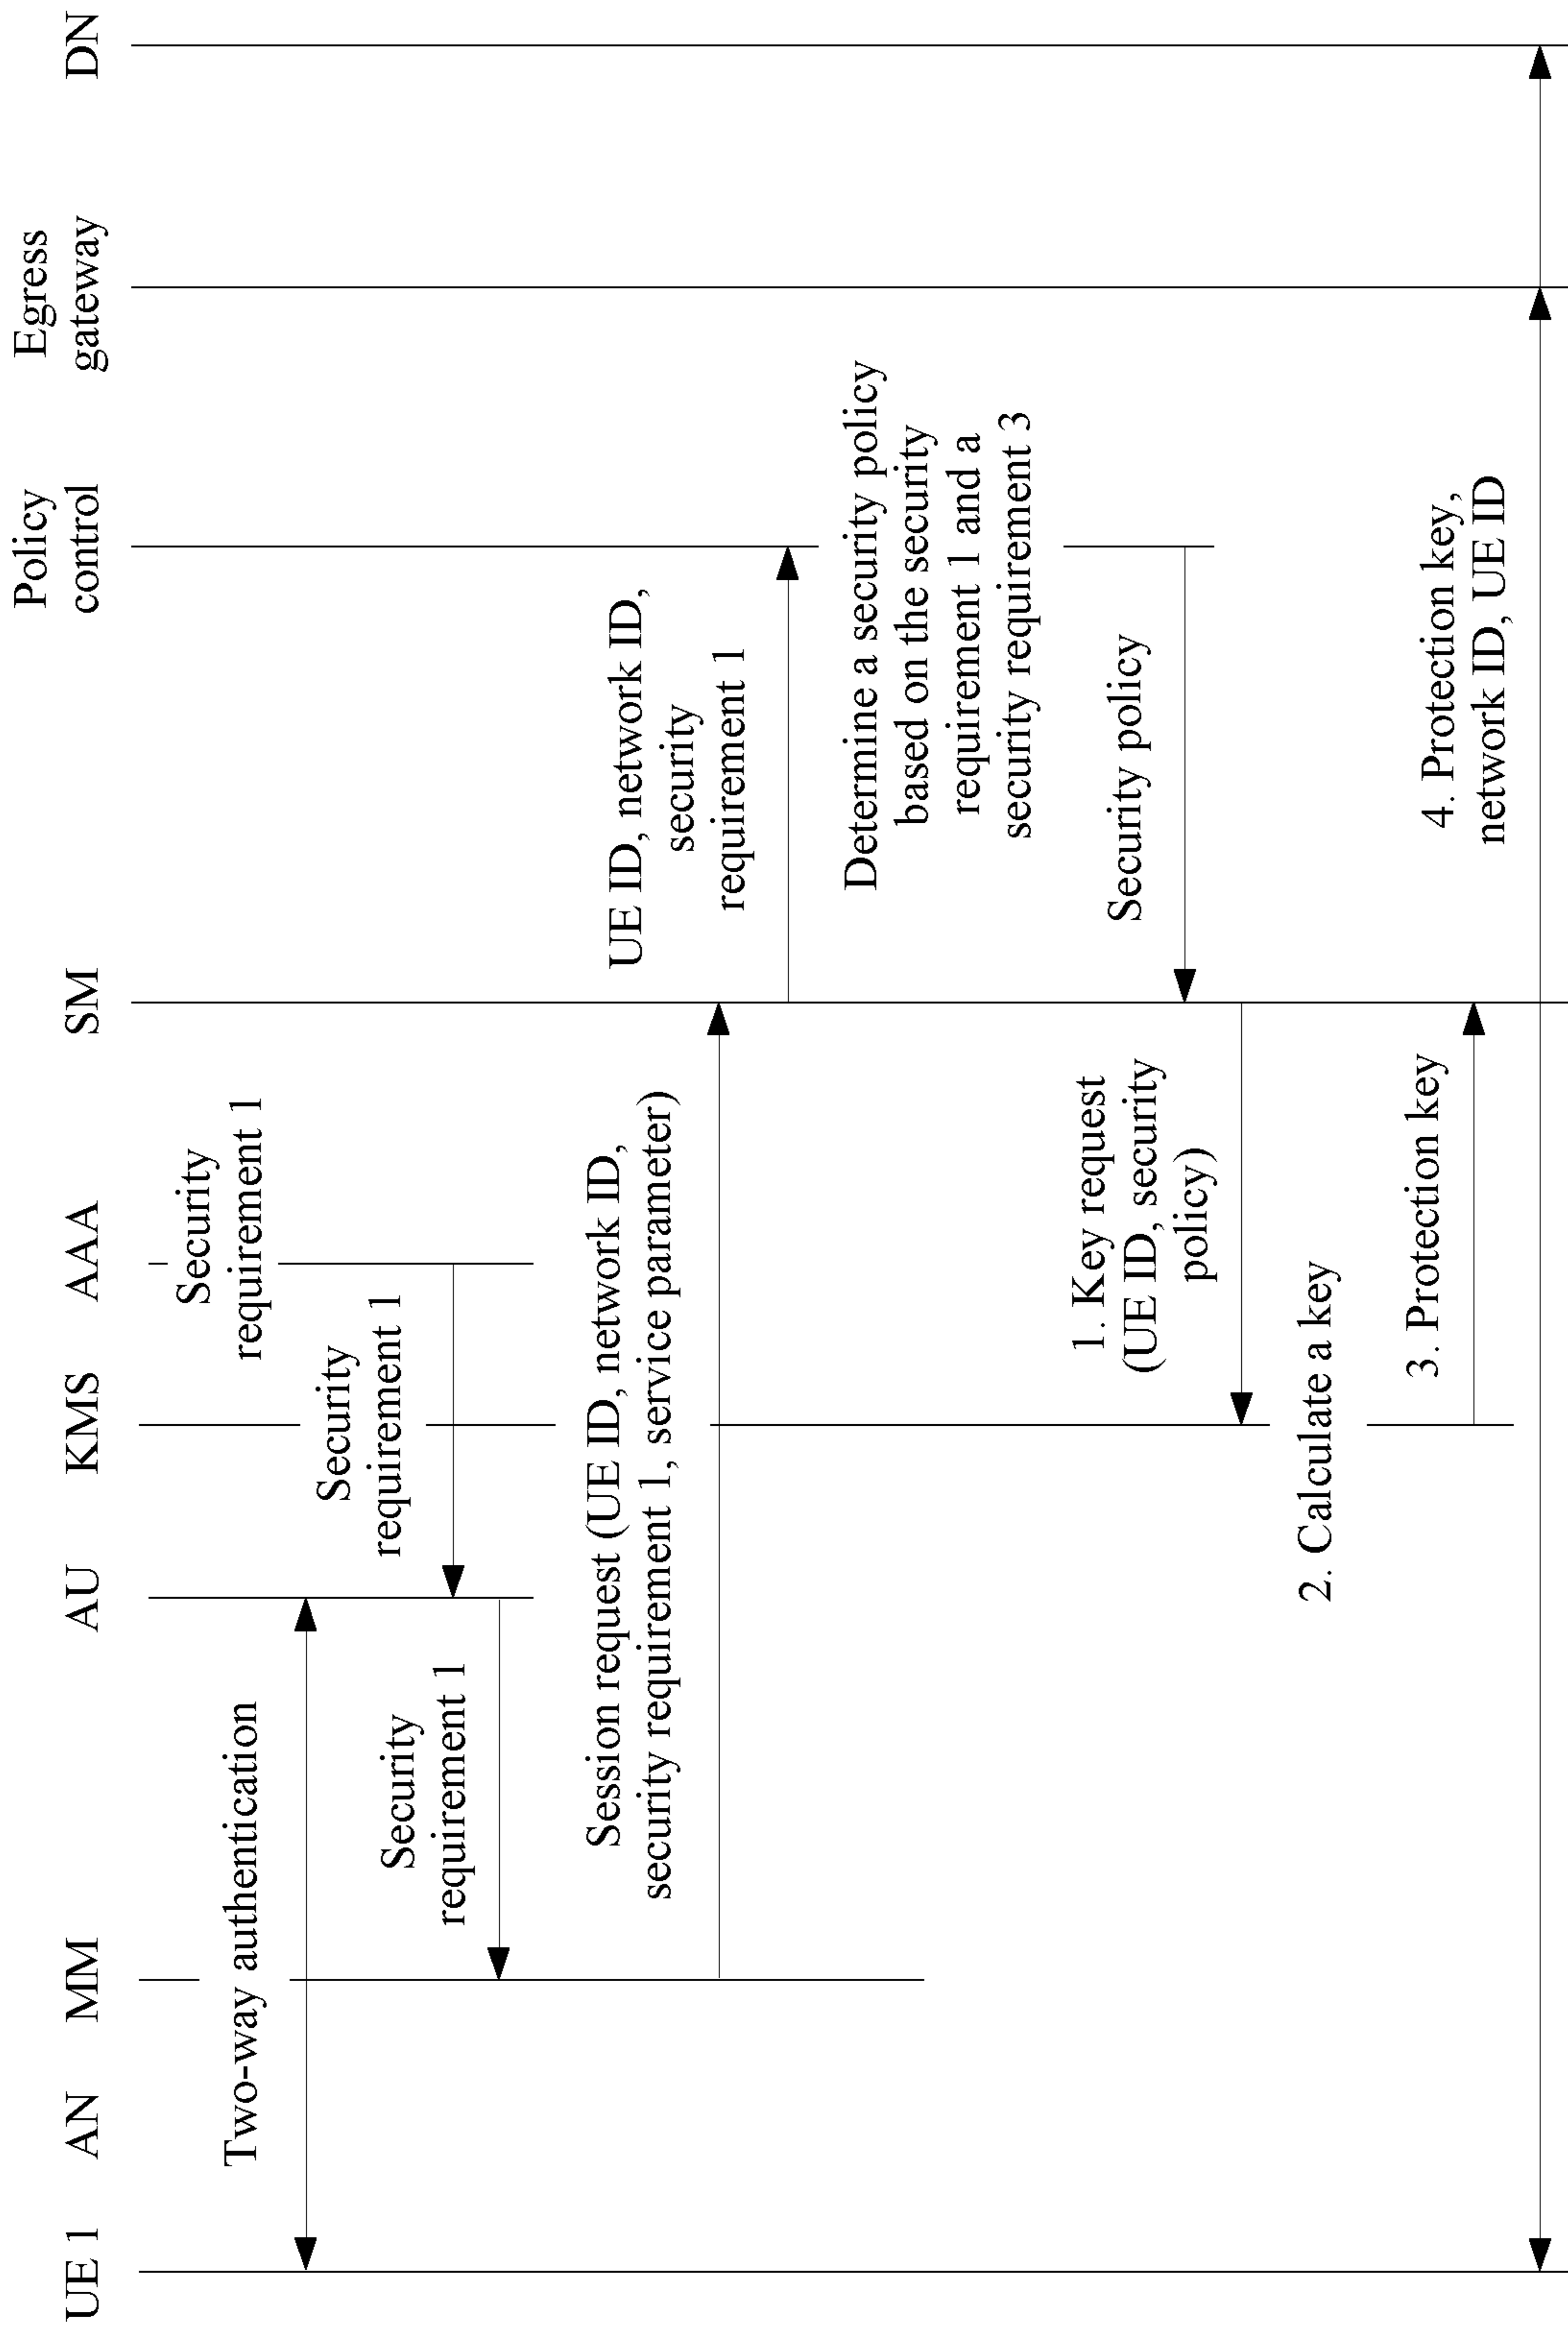 UE 1
AN
MM
AU
KMS
AAA
SM
Policy
control
Egress
gateway
DN
Security
requirement 1
Two-way authentication
Security
requirement 1
Security
requirement 1
Session request (UE ID, network ID,
security requirement 1, service parameter)
UE ID, network ID,
security
requirement 1
Determine a security policy
based on the security
requirement 1 and a
security requirement 3
Security policy
1. Key request
(UE ID, security
policy)
2. Calculate a key
3. Protection key
4. Protection key,
network ID, UE ID